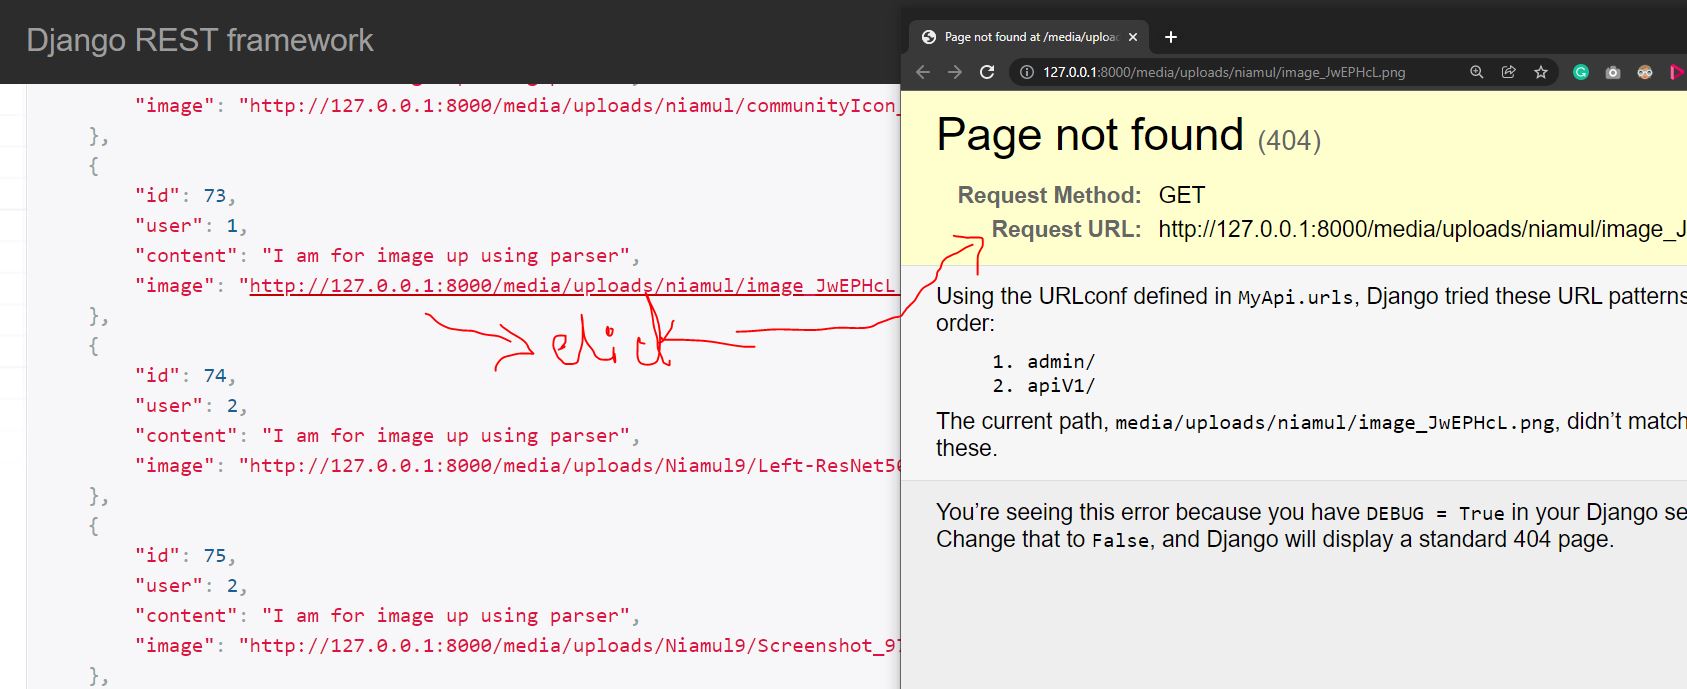 Django REST framework
"image": "http://127.0.0.1:8000/media/uploads/niamul/communityIcon_
},
{
"id": 73,
"user": 1,
"content": "I am for image up using parser",
"image": "http://127.0.0.1:8000/media/uploads/niamul/image_JwEPHcL
},
{
"id": 74,
"user": 2,
"content": "I am for image up using parser",
"image": "http://127.0.0.1:8000/media/uploads/Niamul9/Left-ResNet50
},
{
"id": 75,
"user": 2,
"content": "I am for image up using parser",
"image": "http://127.0.0.1:8000/media/uploads/Niamul9/Screenshot_97
},
click
Page not found at /media/uploa
127.0.0.1:8000/media/uploads/niamul/image_JwEPHcL.png
Page not found (404)
Request Method: GET
Request URL: http://127.0.0.1:8000/media/uploads/niamul/image_J
Using the URLconf defined in MyApi.urls, Django tried these URL patterns
order:
1. admin/
2. apiV1/
The current path, media/uploads/niamul/image_JwEPHcL.png, didn’t match
these.
You’re seeing this error because you have DEBUG = True in your Django se
Change that to False, and Django will display a standard 404 page.